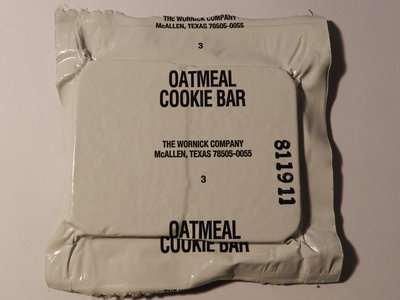 THE WORNICK COMPANY
McALLEN, TEXAS 78505-0055
3
OATMEAL
COOKIE BAR
THE WORNICK COMPANY
McALLEN, TEXAS 78505-0055
3
811911
OATMEAL
COOKIE BAR